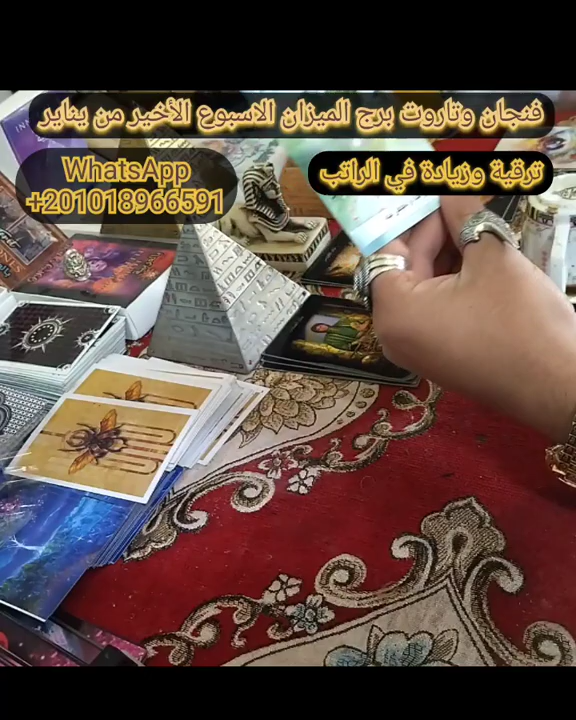 فنجان وتاروت برج الميزان الاسبوع الأخير من يناير
ترقية وزيادة في الراتب
WhatsApp
+201018966591